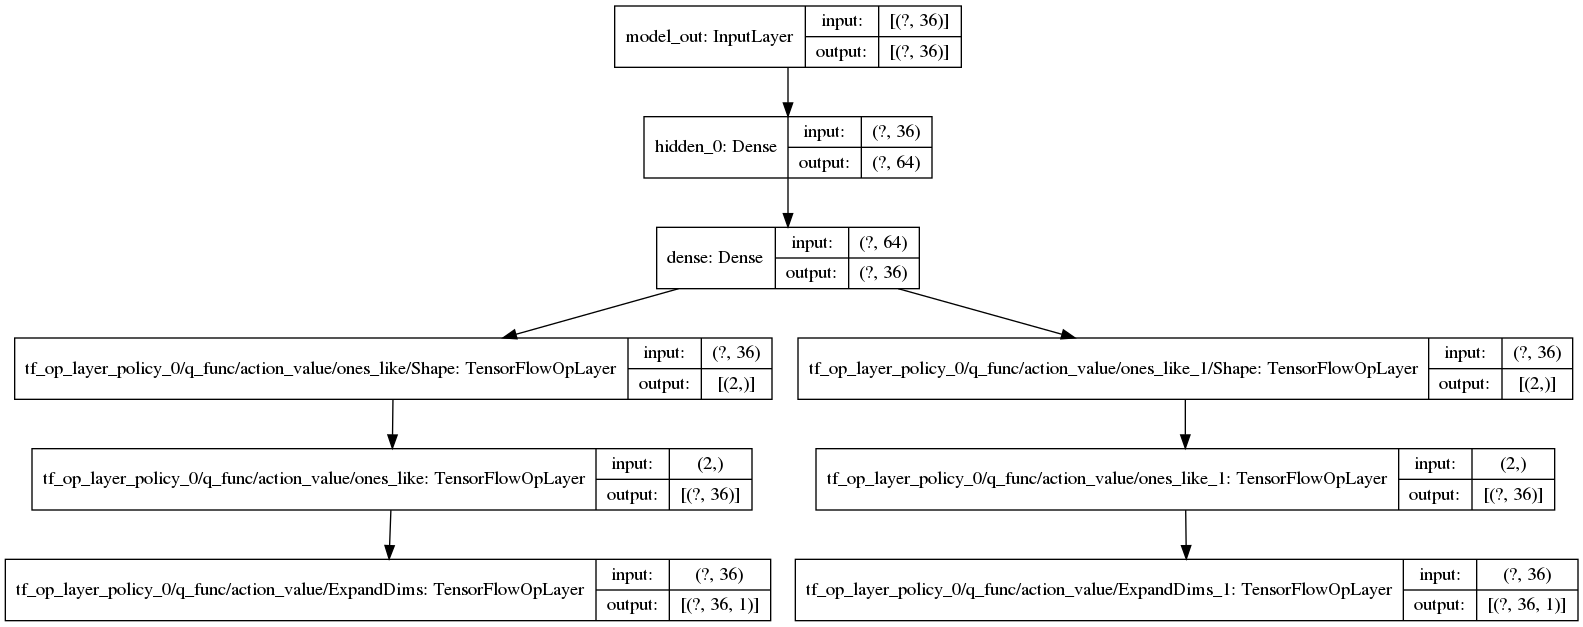 model_out: InputLayer
input: [(?, 36)]
output: [(?, 36)]
hidden_0: Dense
input: (?, 36)
output: (?, 64)
dense: Dense
input: (?, 64)
output: (?, 36)
tf_op_layer_policy_0/q_func/action_value/ones_like/Shape: TensorFlowOpLayer
input: (?, 36)
output: [(2,)]
tf_op_layer_policy_0/q_func/action_value/ones_like_1/Shape: TensorFlowOpLayer
input: (?, 36)
output: [(2,)]
tf_op_layer_policy_0/q_func/action_value/ones_like: TensorFlowOpLayer
input: (2,)
output: [(?, 36)]
tf_op_layer_policy_0/q_func/action_value/ones_like_1: TensorFlowOpLayer
input: (2,)
output: [(?, 36)]
tf_op_layer_policy_0/q_func/action_value/ExpandDims: TensorFlowOpLayer
input: (?, 36)
output: [(?, 36, 1)]
tf_op_layer_policy_0/q_func/action_value/ExpandDims_1: TensorFlowOpLayer
input: (?, 36)
output: [(?, 36, 1)]